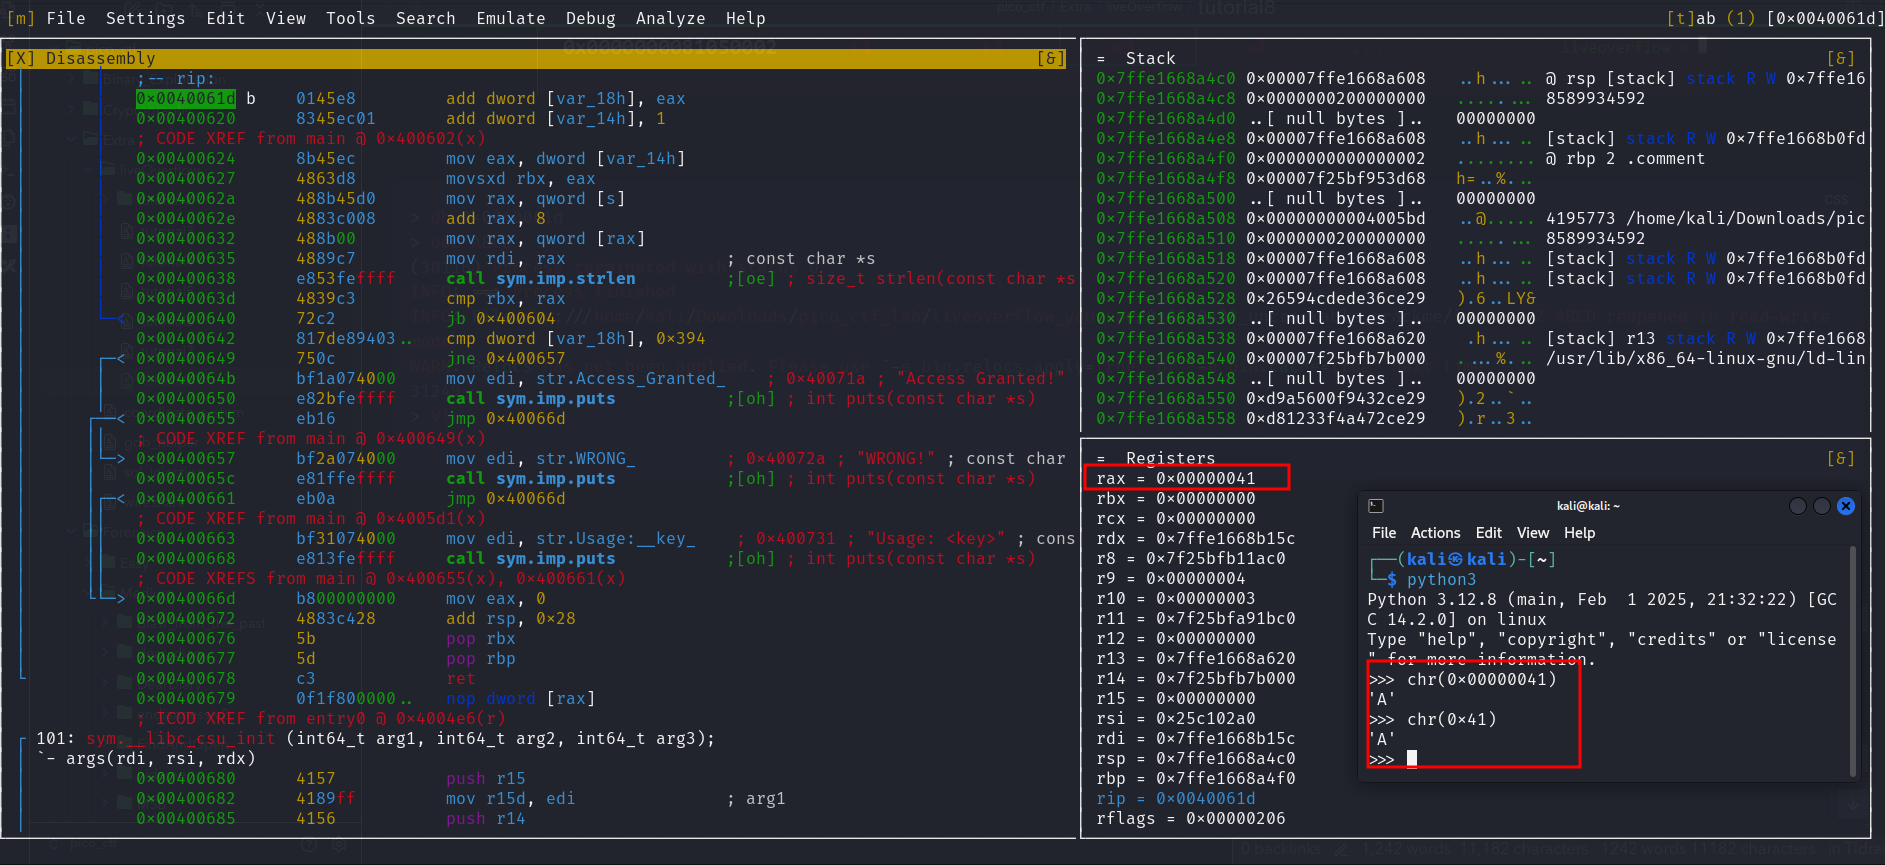 [m] File Settings Edit View Tools Search Emulate Debug Analyze Help [t]ab (1) [0×0040061d]
[X] Disassembly [&]
;-- rip:
0×0040061d b 0145e8 add dword [var_18h], eax
0×00400620 8345ec01 add dword [var_14h], 1
; CODE XREF from main @ 0×400602(x)
0×00400624 8b45ec mov eax, dword [var_14h]
0×00400627 4863d8 movsxd rbx, eax
0×0040062a 488b45d0 mov rax, qword [s]
0×0040062e 4883c008 add rax, 8
0×00400632 488b00 mov rax, qword [rax]
0×00400635 4889c7 mov rdi, rax ; const char *s
0×00400638 e853feffff call sym.imp.strlen ;[oe] ; size_t strlen(const char *s
0×0040063d 4839c3 cmp rbx, rax
0×00400640 72c2 jb 0×400604
0×00400642 817de89403.. cmp dword [var_18h], 0×394
0×00400649 750c jne 0×400657
0×0040064b bf1a074000 mov edi, str.Access_Granted_ ; 0×40071a ; "Access Granted!"
0×00400650 e82bfeffff call sym.imp.puts ;[oh] ; int puts(const char *s)
0×00400655 eb16 jmp 0×40066d
; CODE XREF from main @ 0×400649(x)
0×00400657 bf2a074000 mov edi, str.WRONG_ ; 0×40072a ; "WRONG!" ; const char
0×0040065c e81ffeffff call sym.imp.puts ;[oh] ; int puts(const char *s)
0×00400661 eb0a jmp 0×40066d
; CODE XREF from main @ 0×4005d1(x)
0×00400663 bf31074000 mov edi, str.Usage:__key_ ; 0×400731 ; "Usage: <key>" ; cons
0×00400668 e813feffff call sym.imp.puts ;[oh] ; int puts(const char *s)
; CODE XREFS from main @ 0×400655(x), 0×400661(x)
0×0040066d b800000000 mov eax, 0
0×00400672 4883c428 add rsp, 0×28
0×00400676 5b pop rbx
0×00400677 5d pop rbp
0×00400678 c3 ret
0×00400679 0f1f800000.. nop dword [rax]
; ICOD XREF from entry0 @ 0×4004e6(r)
101: sym.__libc_csu_init (int64_t arg1, int64_t arg2, int64_t arg3);
`- args(rdi, rsi, rdx)
0×00400680 4157 push r15
0×00400682 4189ff mov r15d, edi ; arg1
0×00400685 4156 push r14
= Stack [&]
0×7ffe1668a4c0 0×00007ffe1668a608 ..h... .. @ rsp [stack] stack R W 0×7ffe16
0×7ffe1668a4c8 0×0000000200000000 ..... ... 8589934592
0×7ffe1668a4d0 ..[ null bytes ].. 00000000
0×7ffe1668a4e8 0×00007ffe1668a608 ..h... .. [stack] stack R W 0×7ffe1668b0fd
0×7ffe1668a4f0 0×0000000000000002 ........ @ rbp 2 .comment
0×7ffe1668a4f8 0×00007f25bf953d68 h=..%. ..
0×7ffe1668a500 ..[ null bytes ].. 00000000
0×7ffe1668a508 0×00000000004005bd ..@..... 4195773 /home/kali/Downloads/pic
0×7ffe1668a510 0×0000000200000000 ..... ... 8589934592
0×7ffe1668a518 0×00007ffe1668a608 ..h... .. [stack] stack R W 0×7ffe1668b0fd
0×7ffe1668a520 0×00007ffe1668a608 ..h... .. [stack] stack R W 0×7ffe1668b0fd
0×7ffe1668a528 0×26594cdede36ce29 ).6..LY&
0×7ffe1668a530 ..[ null bytes ].. 00000000
0×7ffe1668a538 0×00007ffe1668a620 .h... .. [stack] r13 stack R W 0×7ffe1668
0×7ffe1668a540 0×00007f25bfb7b000 . ...%. .. /usr/lib/x86_64-linux-gnu/ld-lin
0×7ffe1668a548 ..[ null bytes ].. 00000000
0×7ffe1668a550 0×d9a5600f9432ce29 ).2..`..
0×7ffe1668a558 0×d81233f4a472ce29 ).r..3..
= Registers [&]
rax = 0×00000041
rbx = 0×00000000
rcx = 0×00000000
rdx = 0×7ffe1668b15c
r8 = 0×7f25bfb11ac0
r9 = 0×00000004
r10 = 0×00000003
r11 = 0×7f25bfa91bc0
r12 = 0×00000000
r13 = 0×7ffe1668a620
r14 = 0×7f25bfb7b000
r15 = 0×00000000
rsi = 0×25c102a0
rdi = 0×7ffe1668b15c
rsp = 0×7ffe1668a4c0
rbp = 0×7ffe1668a4f0
rip = 0×0040061d
rflags = 0×00000206
kali@kali: ~
File Actions Edit View Help
(kali㉿kali)-[~]
$ python3
Python 3.12.8 (main, Feb 1 2025, 21:32:22) [GC
C 14.2.0] on linux
Type "help", "copyright", "credits" or "license
" for more information.
>>> chr(0×00000041)
'A'
>>> chr(0×41)
'A'
>>>